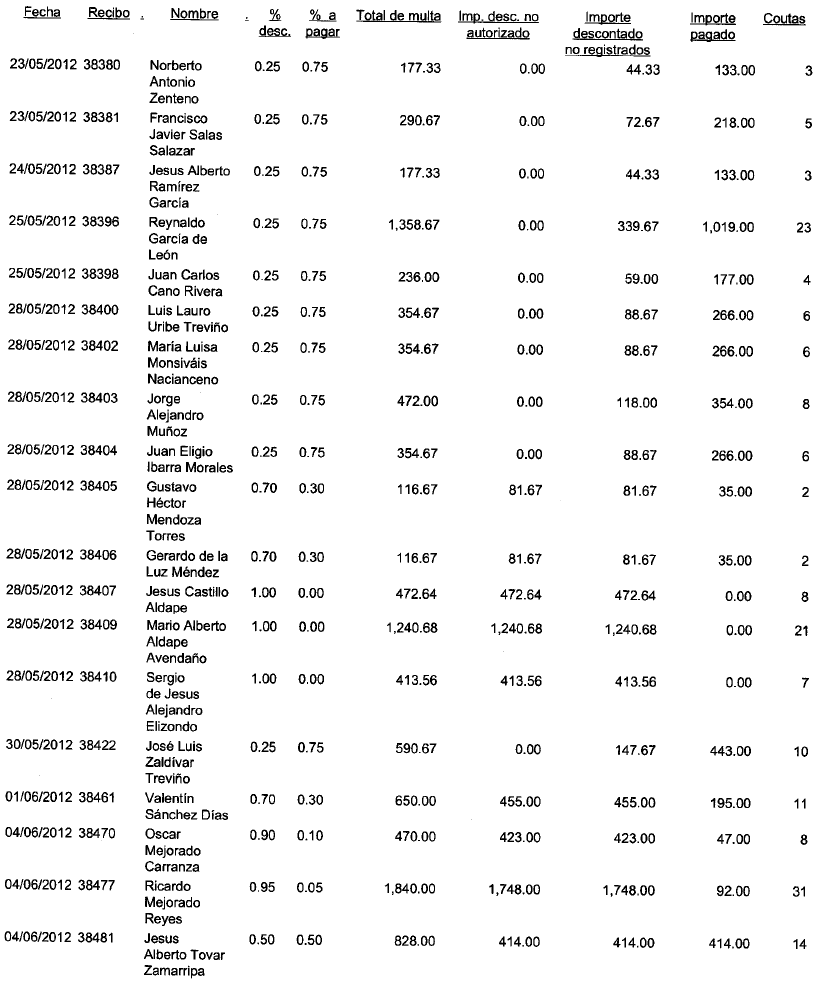 Fecha Recibo . Nombre . % % a Total de multa Imp. desc. no Importe Importe Coutas
desc. pagar autorizado descontado pagado
no registrados
23/05/2012 38380 Norberto 0.25 0.75 177.33 0.00 44.33 133.00 3
Antonio
Zenteno
23/05/2012 38381 Francisco 0.25 0.75 290.67 0.00 72.67 218.00 5
Javier Salas
Salazar
24/05/2012 38387 Jesus Alberto 0.25 0.75 177.33 0.00 44.33 133.00 3
Ramírez
García
25/05/2012 38396 Reynaldo 0.25 0.75 1,358.67 0.00 339.67 1,019.00 23
García de
León
25/05/2012 38398 Juan Carlos 0.25 0.75 236.00 0.00 59.00 177.00 4
Cano Rivera
28/05/2012 38400 Luis Lauro 0.25 0.75 354.67 0.00 88.67 266.00 6
Uribe Treviño
28/05/2012 38402 María Luisa 0.25 0.75 354.67 0.00 88.67 266.00 6
Monsiváis
Nacianceno
28/05/2012 38403 Jorge 0.25 0.75 472.00 0.00 118.00 354.00 8
Alejandro
Muñoz
28/05/2012 38404 Juan Eligio 0.25 0.75 354.67 0.00 88.67 266.00 6
Ibarra Morales
28/05/2012 38405 Gustavo 0.70 0.30 116.67 81.67 81.67 35.00 2
Héctor
Mendoza
Torres
28/05/2012 38406 Gerardo de la 0.70 0.30 116.67 81.67 81.67 35.00 2
Luz Méndez
28/05/2012 38407 Jesus Castillo 1.00 0.00 472.64 472.64 472.64 0.00 8
Aldape
28/05/2012 38409 Mario Alberto 1.00 0.00 1,240.68 1,240.68 1,240.68 0.00 21
Aldape
Avendaño
28/05/2012 38410 Sergio 1.00 0.00 413.56 413.56 413.56 0.00 7
de Jesus
Alejandro
Elizondo
30/05/2012 38422 José Luis 0.25 0.75 590.67 0.00 147.67 443.00 10
Zaldívar
Treviño
01/06/2012 38461 Valentín 0.70 0.30 650.00 455.00 455.00 195.00 11
Sánchez Días
04/06/2012 38470 Oscar 0.90 0.10 470.00 423.00 423.00 47.00 8
Mejorado
Carranza
04/06/2012 38477 Ricardo 0.95 0.05 1,840.00 1,748.00 1,748.00 92.00 31
Mejorado
Reyes
04/06/2012 38481 Jesus 0.50 0.50 828.00 414.00 414.00 414.00 14
Alberto Tovar
Zamarripa